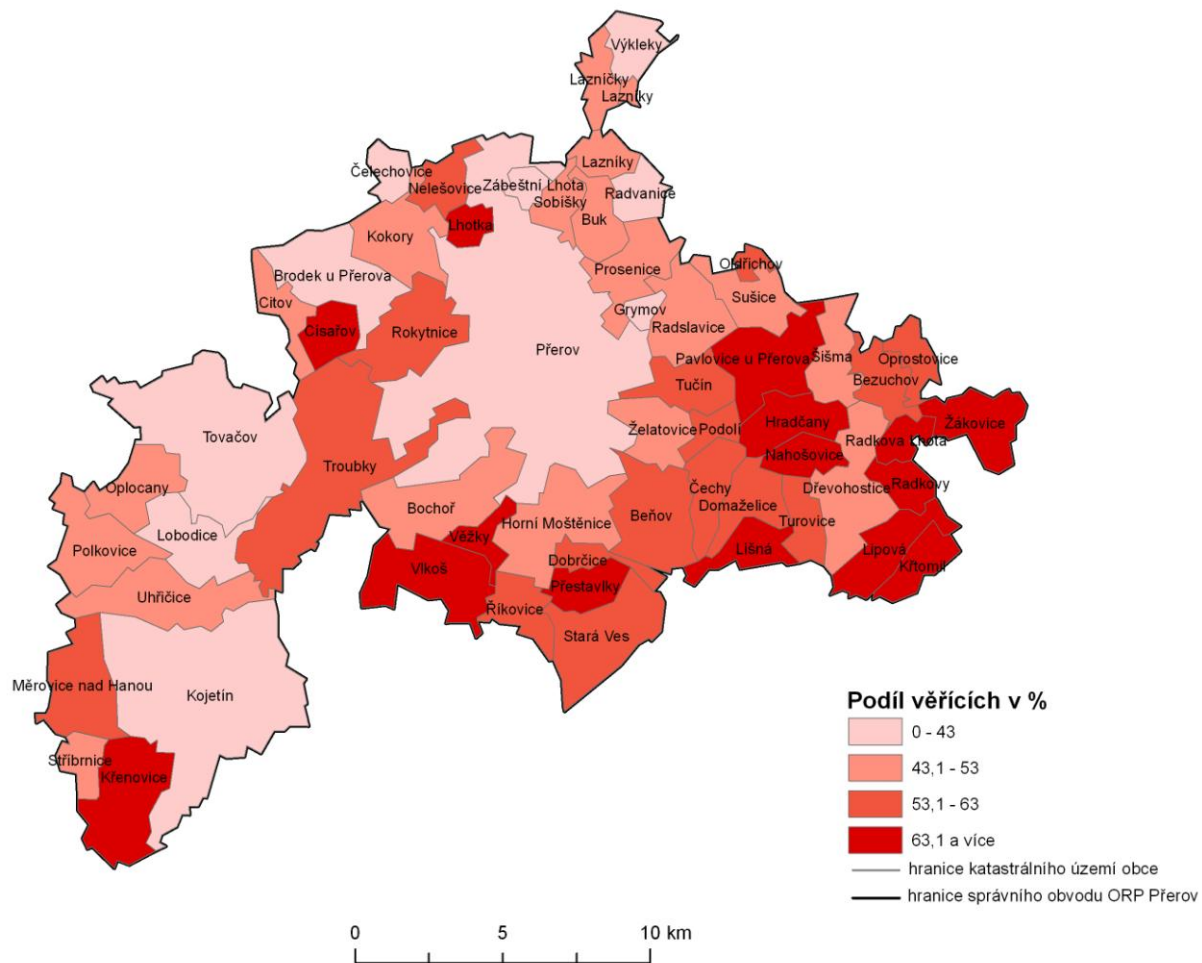 Výkleky
Lazníčky
Lazníky
Čelechovice
Nelešovice
Zábeštní Lhota
Lazníky
Sobíšky
Radvanice
Lhotka
Buk
Kokory
Brodek u Přerova
Prosenice
Oldřichov
Citov
Sušice
Grymov
Císařov
Rokytnice
Radslavice
Přerov
Pavlovice u Přerova
Šišma
Oprostovice
Tučín
Bezuchov
Tovačov
Želatovice
Podolí
Hradčany
Radkova Lhota
Žákovice
Troubky
Nahošovice
Oplocany
Čechy
Dřevohostice
Radkovy
Bochoř
Horní Moštěnice
Beňov
Domaželice
Turovice
Lobodice
Věžky
Polkovice
Dobrčice
Lišná
Lipová
Vlkoš
Křtomil
Přestavlky
Uhřičice
Říkovice
Stará Ves
Měrovice nad Hanou
Kojetín
Stříbrnice
Křenovice
Podíl věřících v %
0 - 43
43,1 - 53
53,1 - 63
63,1 a více
hranice katastrálního území obce
hranice správního obvodu ORP Přerov
0 5 10 km